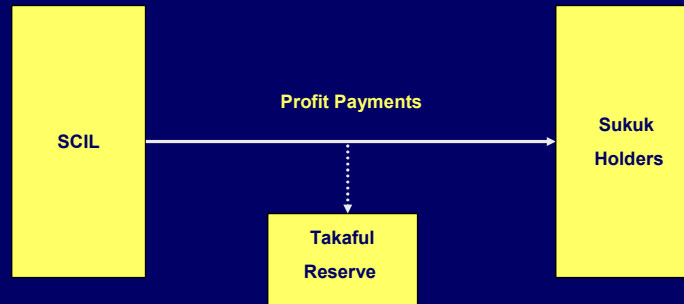 Profit Payments
SCIL
Sukuk
Holders
Takaful
Reserve